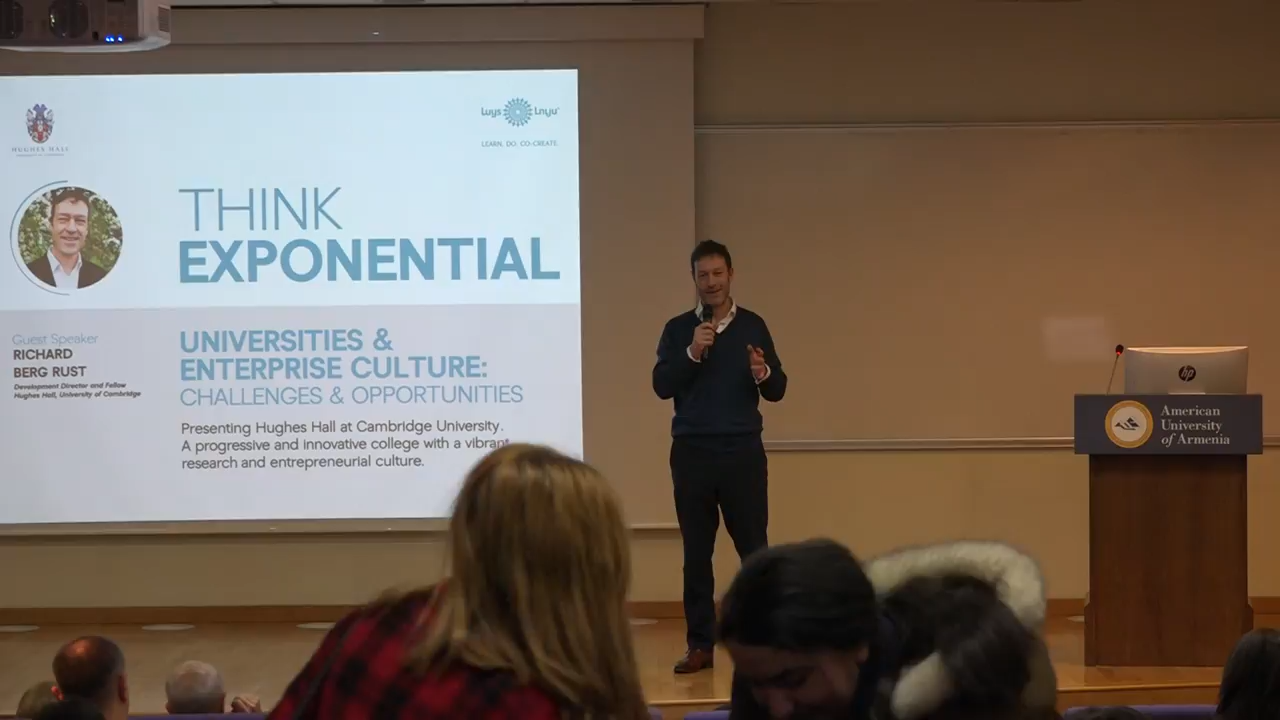 HUGHES HALL
luys Լույս
LEARN. DO. CO-CREATE.
THINK
EXPONENTIAL
Guest Speaker
RICHARD
BERG RUST
Development Director and Fellow
Hughes Hall, University of Cambridge
UNIVERSITIES &
ENTERPRISE CULTURE:
CHALLENGES & OPPORTUNITIES
Presenting Hughes Hall at Cambridge University.
A progressive and innovative college with a vibrant
research and entrepreneurial culture.
hp
American
University
of Armenia